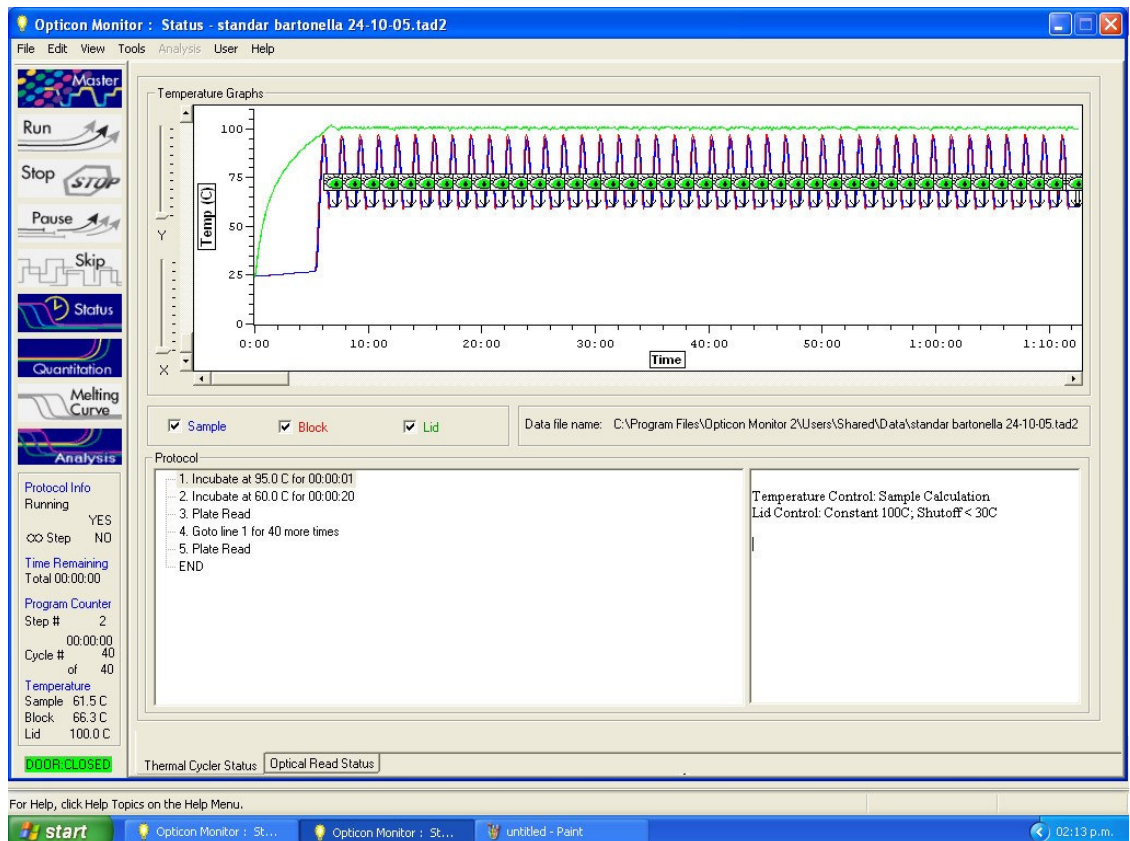 Opticon Monitor : Status - standar bartonella 24-10-05.tad2
File Edit View Tools Analysis User Help
Master
Run
Stop STOP
Pause
Skip
Status
Quantitation
Melting
Curve
Analysis
Protocol Info
Running
YES
∞ Step NO
Time Remaining
Total 00:00:00
Program Counter
Step # 2
00:00:00
Cycle # 40
of 40
Temperature
Sample 61.5 C
Block 66.3 C
Lid 100.0 C
DOOR:CLOSED
Temperature Graphs
Y
X
Temp (C)
100
75
50
25
0
0:00 10:00 20:00 30:00 40:00 50:00 1:00:00 1:10:00
Time
Sample Block Lid
Data file name: C:\Program Files\Opticon Monitor 2\Users\Shared\Data\standar bartonella 24-10-05.tad2
Protocol
1. Incubate at 95.0 C for 00:00:01
2. Incubate at 60.0 C for 00:00:20
3. Plate Read
4. Goto line 1 for 40 more times
5. Plate Read
END
Temperature Control: Sample Calculation
Lid Control: Constant 100C; Shutoff < 30C
Thermal Cycler Status Optical Read Status
For Help, click Help Topics on the Help Menu.
start Opticon Monitor : St... Opticon Monitor : St... untitled - Paint 02:13 p.m.